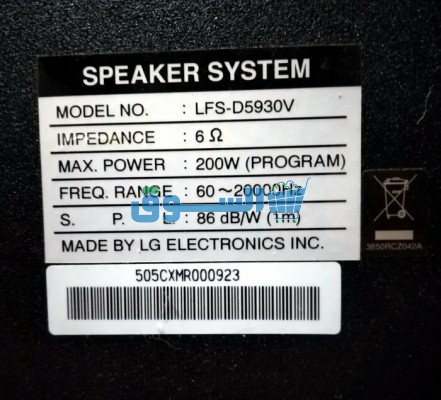 SPEAKER SYSTEM
MODEL NO. : LFS-D5930V
IMPEDANCE : 6 Ω
MAX. POWER : 200W (PROGRAM)
FREQ. RANGE : 60~20000Hz
السوق
S. P. L. : 86 dB/W (1m)
MADE BY LG ELECTRONICS INC.
3850RCZ042A
505CXMR000923